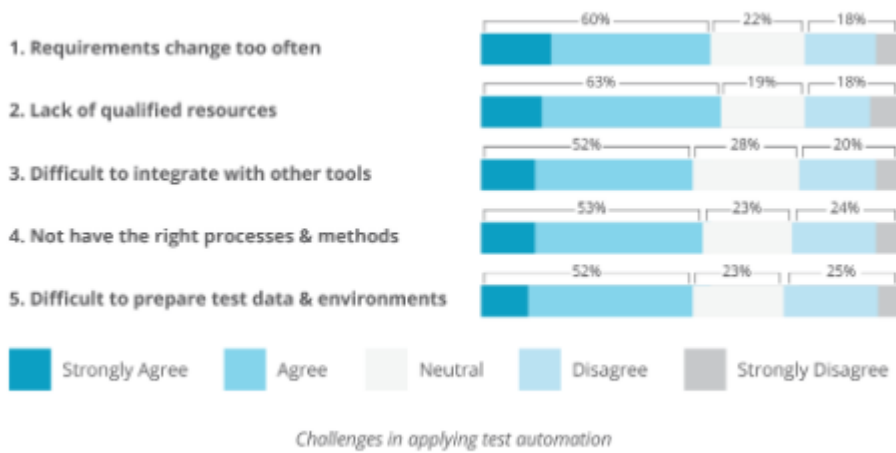 60% 22% 18%
1. Requirements change too often
63% 19% 18%
2. Lack of qualified resources
52% 28% 20%
3. Difficult to integrate with other tools
53% 23% 24%
4. Not have the right processes & methods
52% 23% 25%
5. Difficult to prepare test data & environments
Strongly Agree Agree Neutral Disagree Strongly Disagree
Challenges in applying test automation